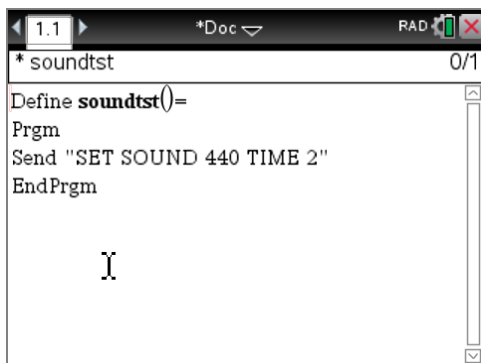 1.1 *Doc RAD
* soundtst 0/1
Define soundtst()=
Prgm
Send "SET SOUND 440 TIME 2"
EndPrgm